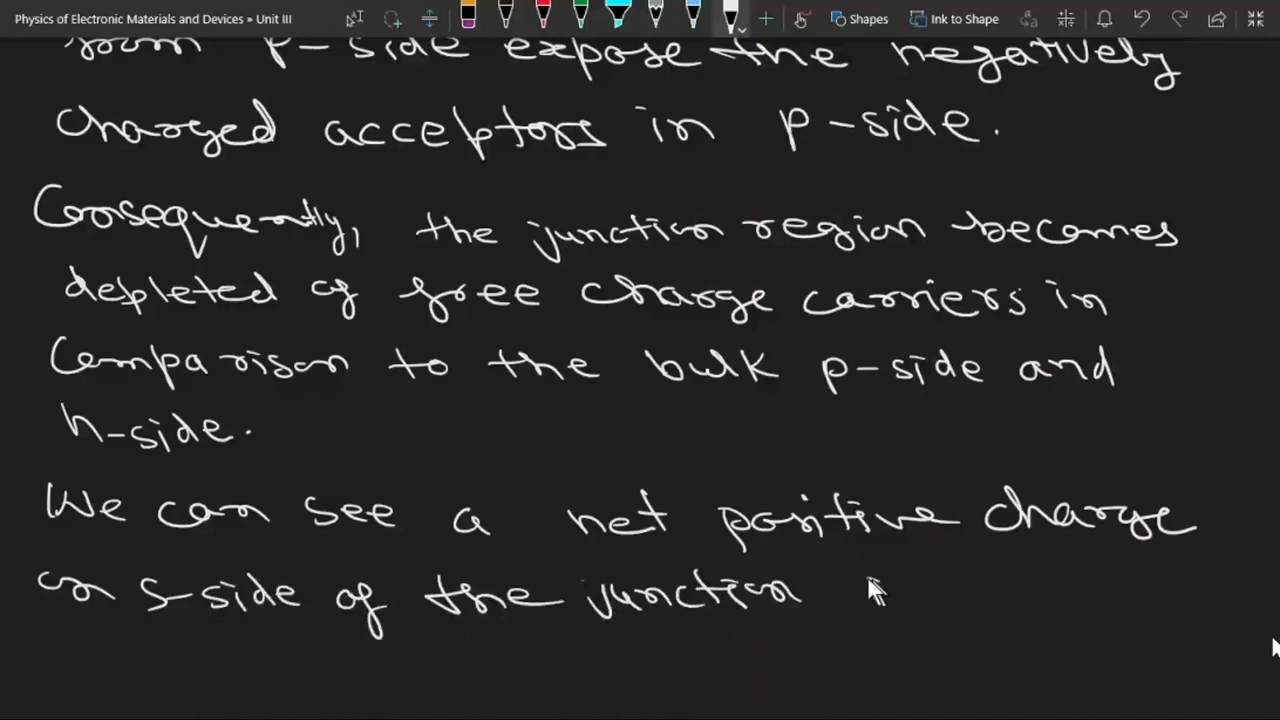 Physics of Electronic Materials and Devices » Unit III
Shapes
Ink to Shape
from p-side expose the negatively
charged acceptors in p-side.
Consequently, the junction region becomes
depleted of free charge carriers in
comparison to the bulk p-side and
n-side.
We can see a net positive charge
on s-side of the junction